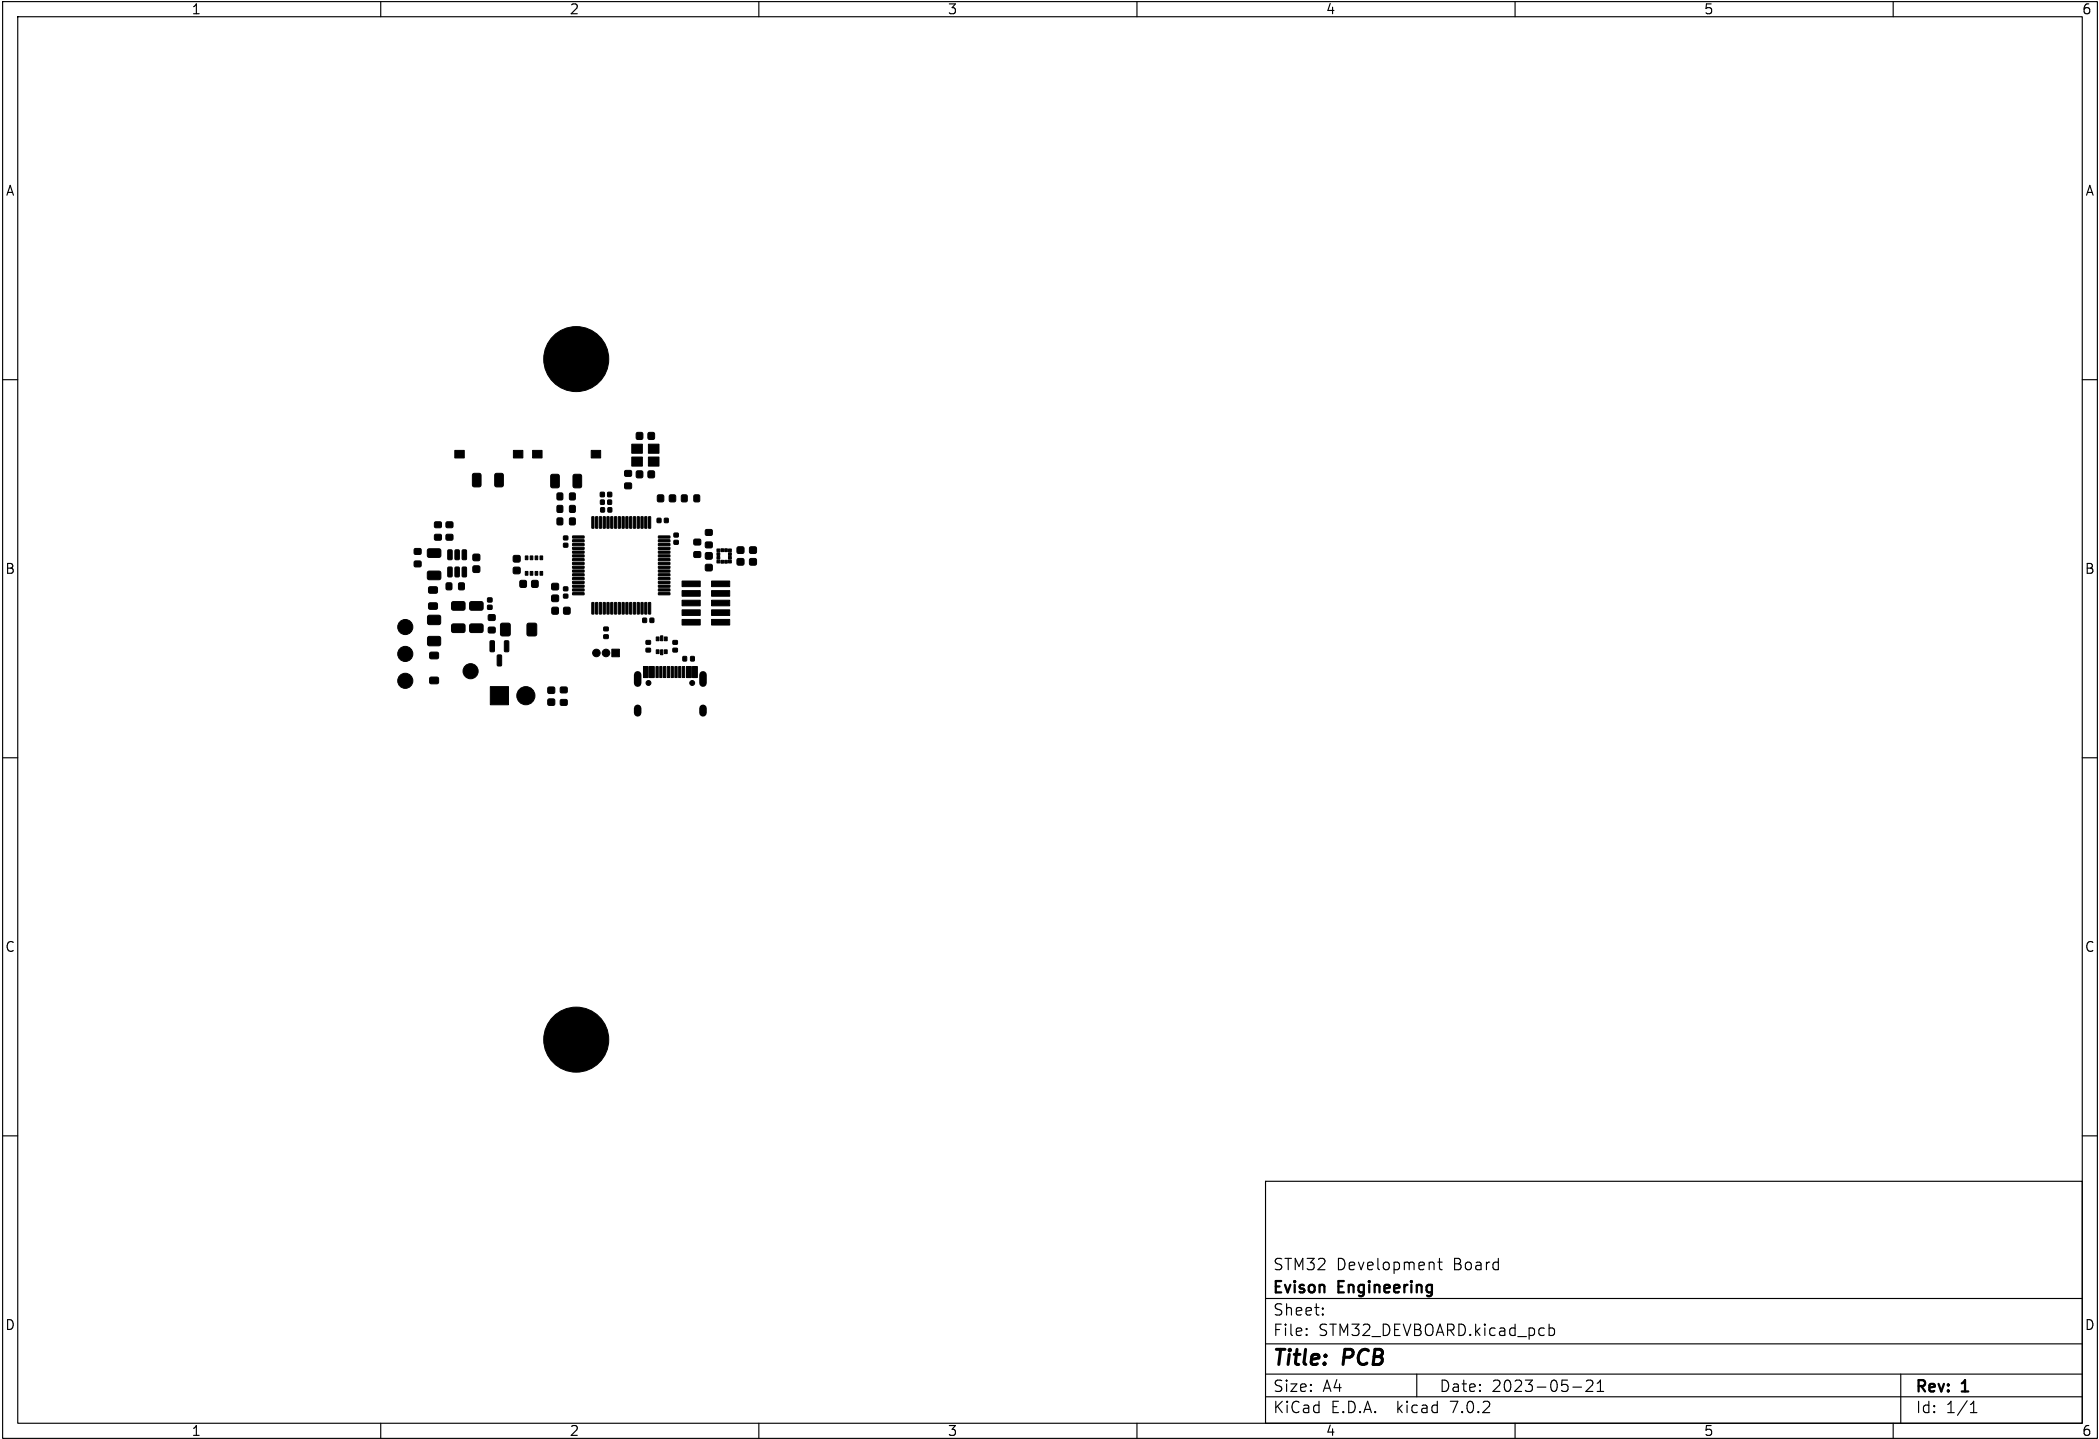 1 2 3 4 5 6
A A
B B
C C
STM32 Development Board
Evison Engineering
Sheet:
File: STM32_DEVBOARD.kicad_pcb
D D
Title: PCB
Size: A4 Date: 2023-05-21 Rev: 1
KiCad E.D.A. kicad 7.0.2 Id: 1/1
1 2 3 4 5 6